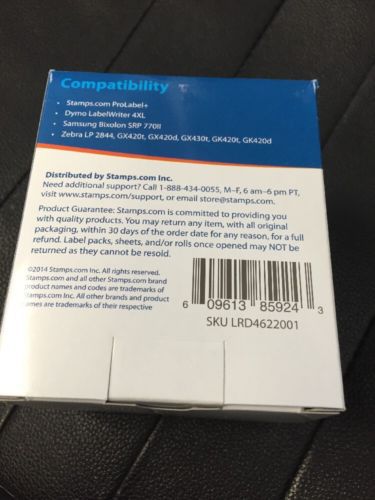 Compatibility
• Stamps.com ProLabel+
• Dymo LabelWriter 4XL
• Samsung Bixolon SRP 770II
• Zebra LP 2844, GX420t, GX420d, GX430t, GK420t, GK420d
Distributed by Stamps.com Inc.
Need additional support? Call 1-888-434-0055, M–F, 6 am–6 pm PT,
visit www.stamps.com/support, or email store@stamps.com.
Product Guarantee: Stamps.com is committed to providing you
with quality products. You may return any item, with all original
packaging, within 30 days of the order date for any reason, for a full
refund. Label packs, sheets, and/or rolls once opened may NOT be
returned as they cannot be resold.
©2014 Stamps.com Inc. All rights reserved.
Stamps.com and all other Stamps.com brand
product names and codes are trademarks of
Stamps.com Inc. All other brands and product
names are trademarks of their respective
6 09613 85924 3
SKU LRD4622001